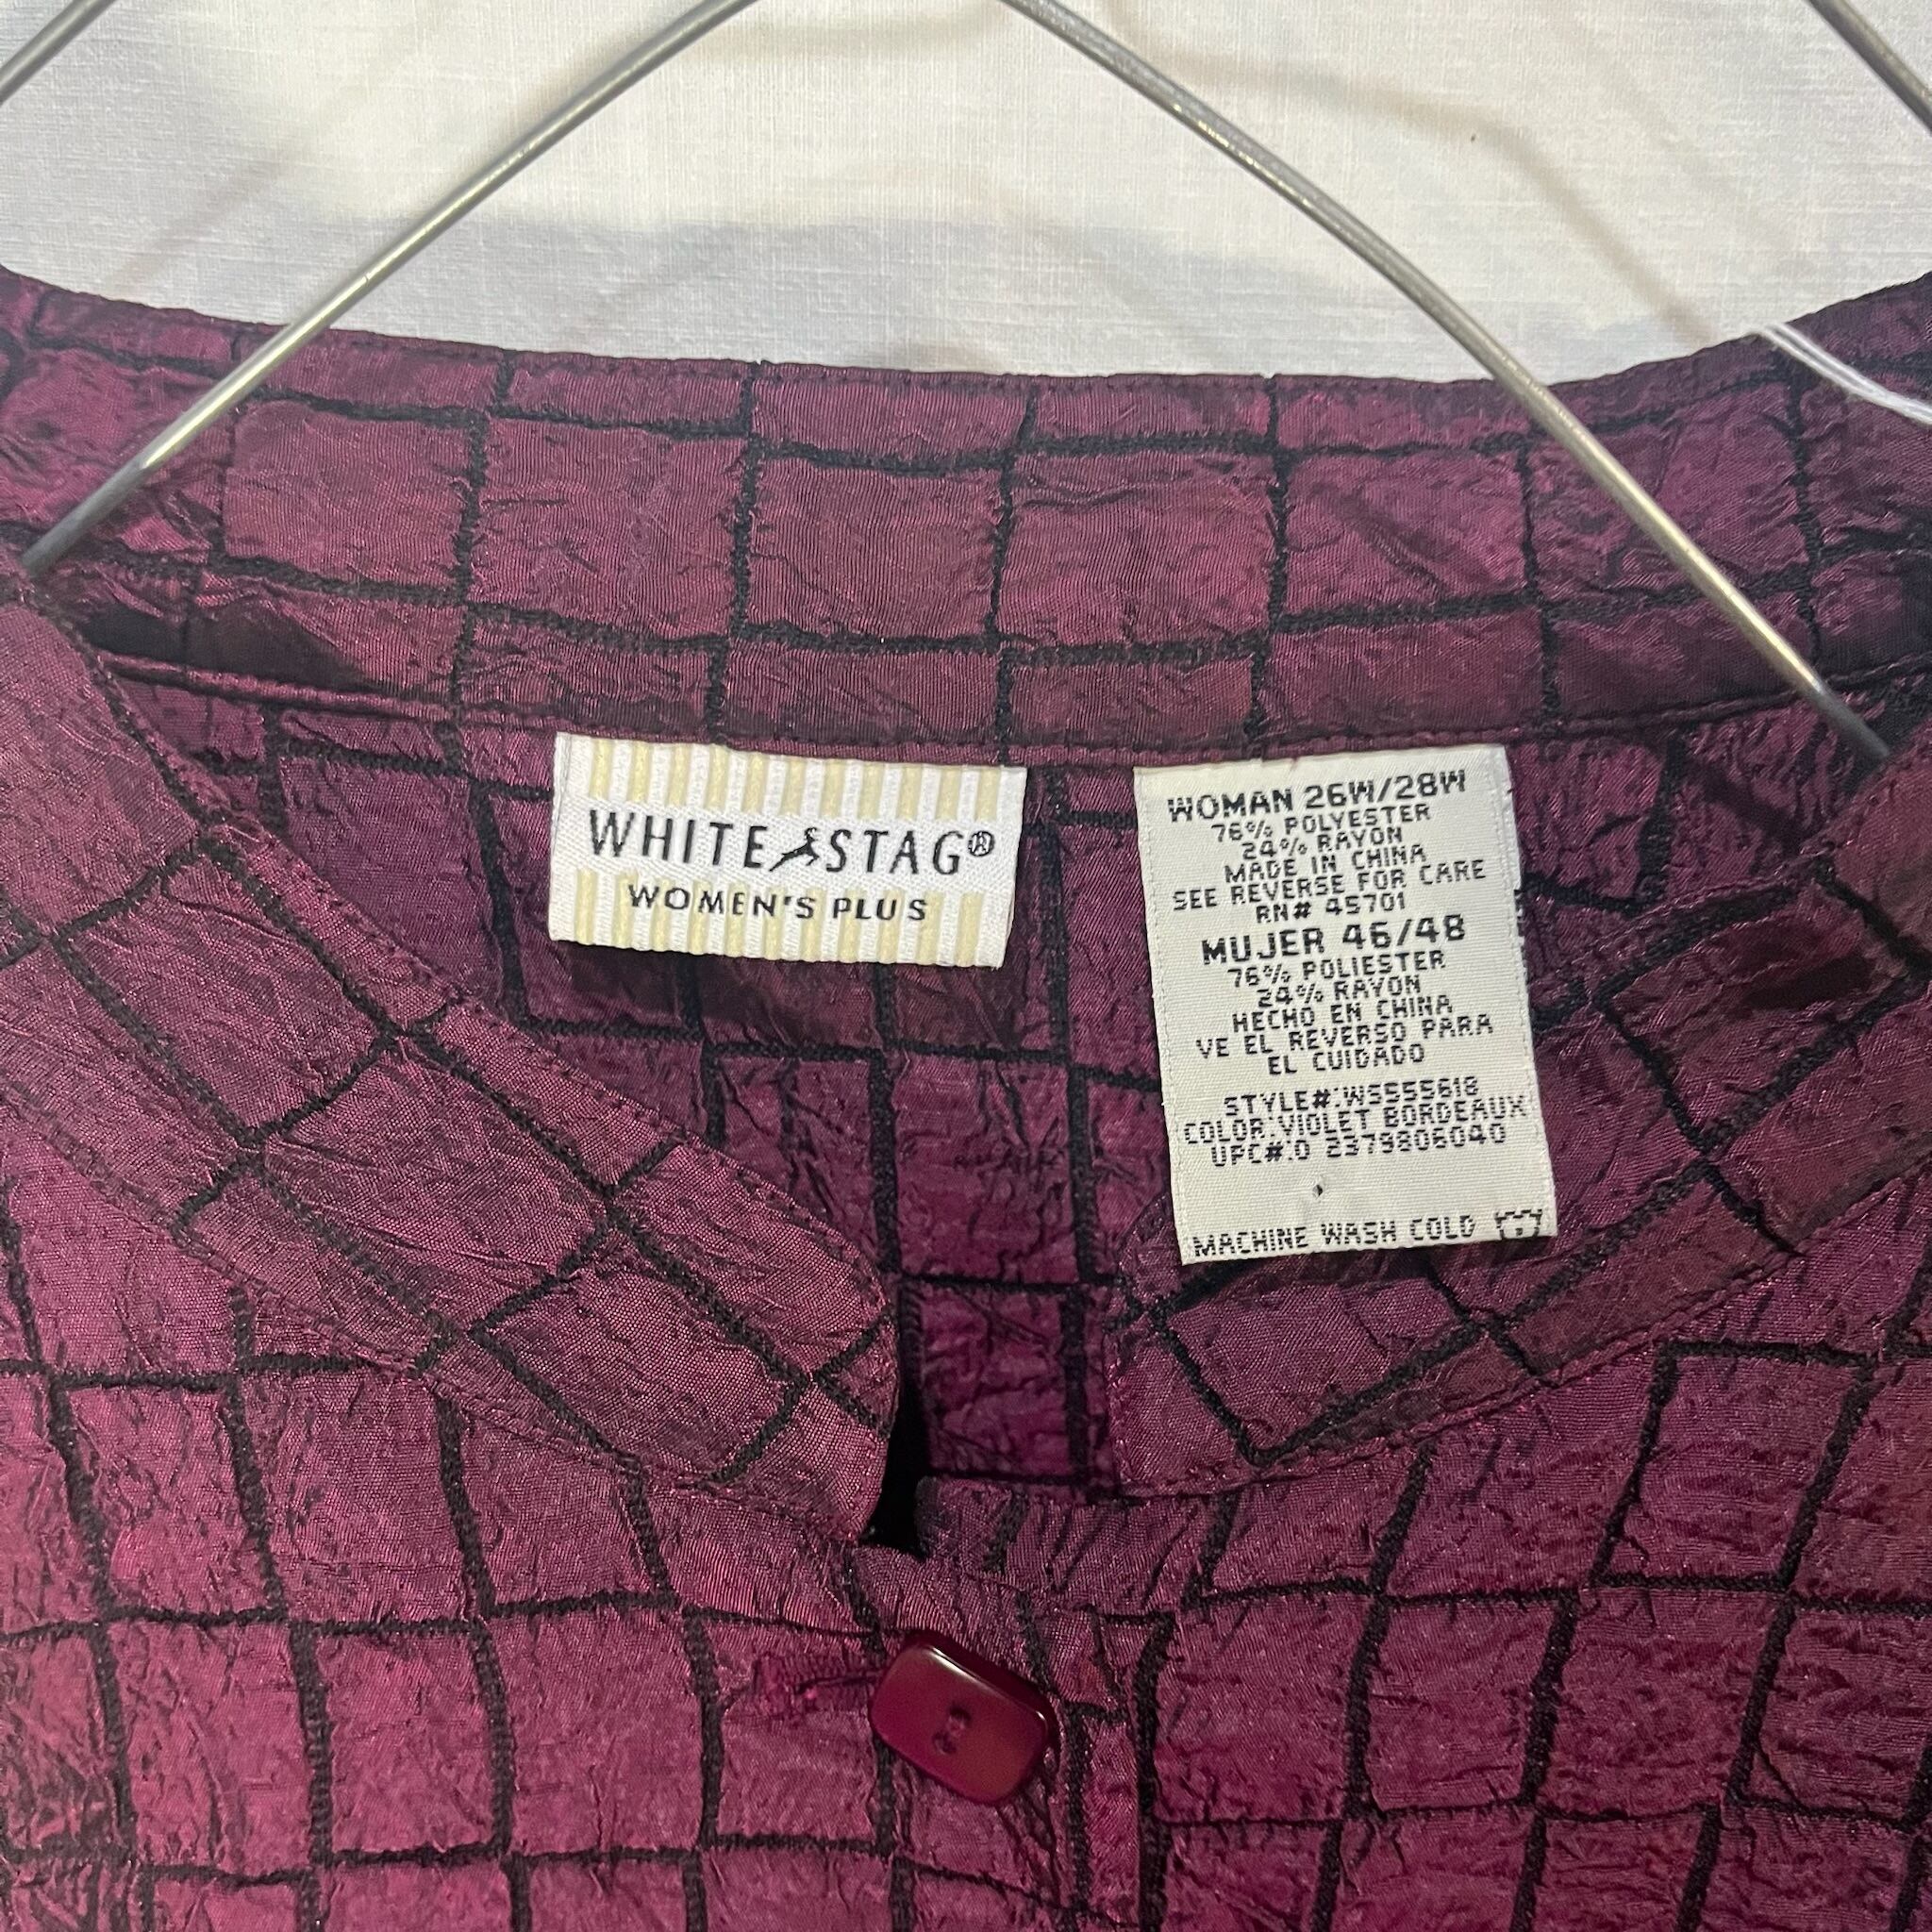 WHITE STAG®
WOMEN'S PLUS
WOMAN 26W/28W
76% POLYESTER
24% RAYON
MADE IN CHINA
SEE REVERSE FOR CARE
RN# 45701
MUJER 46/48
76% POLIESTER
24% RAYON
HECHO EN CHINA
VE EL REVERSO PARA
EL CUIDADO
STYLE#:WS555618
COLOR:VIOLET BORDEAUX
UPC#:0 2379806040
MACHINE WASH COLD